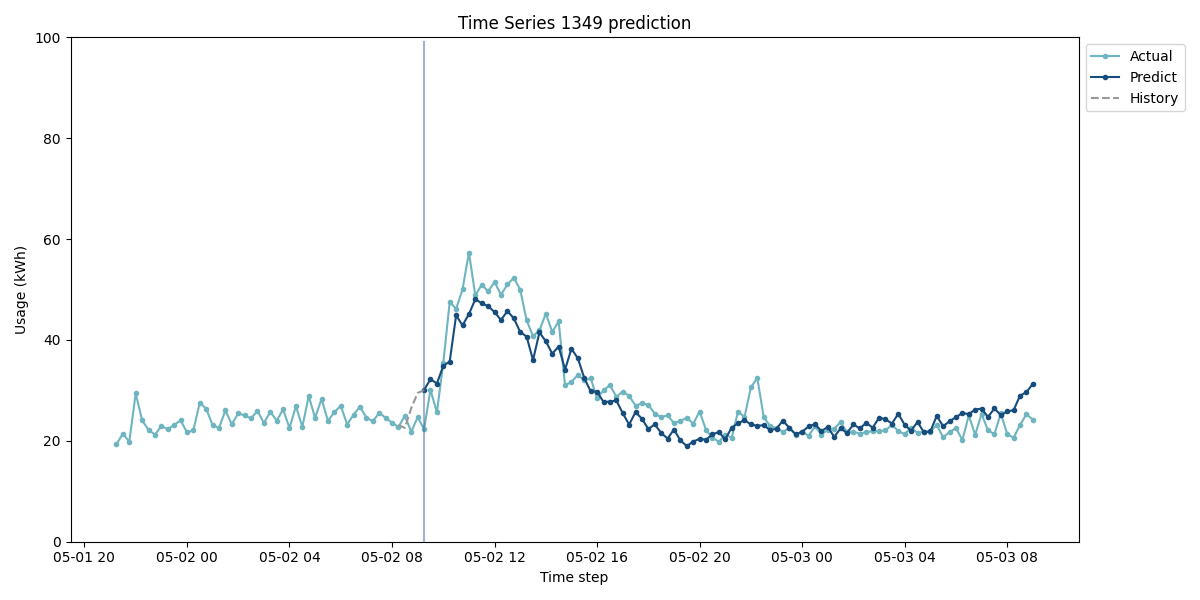 Time Series 1349 prediction
Usage (kWh)
100
80
60
40
20
0
05-01 20
05-02 00
05-02 04
05-02 08
05-02 12
05-02 16
05-02 20
05-03 00
05-03 04
05-03 08
Time step
Actual
Predict
History